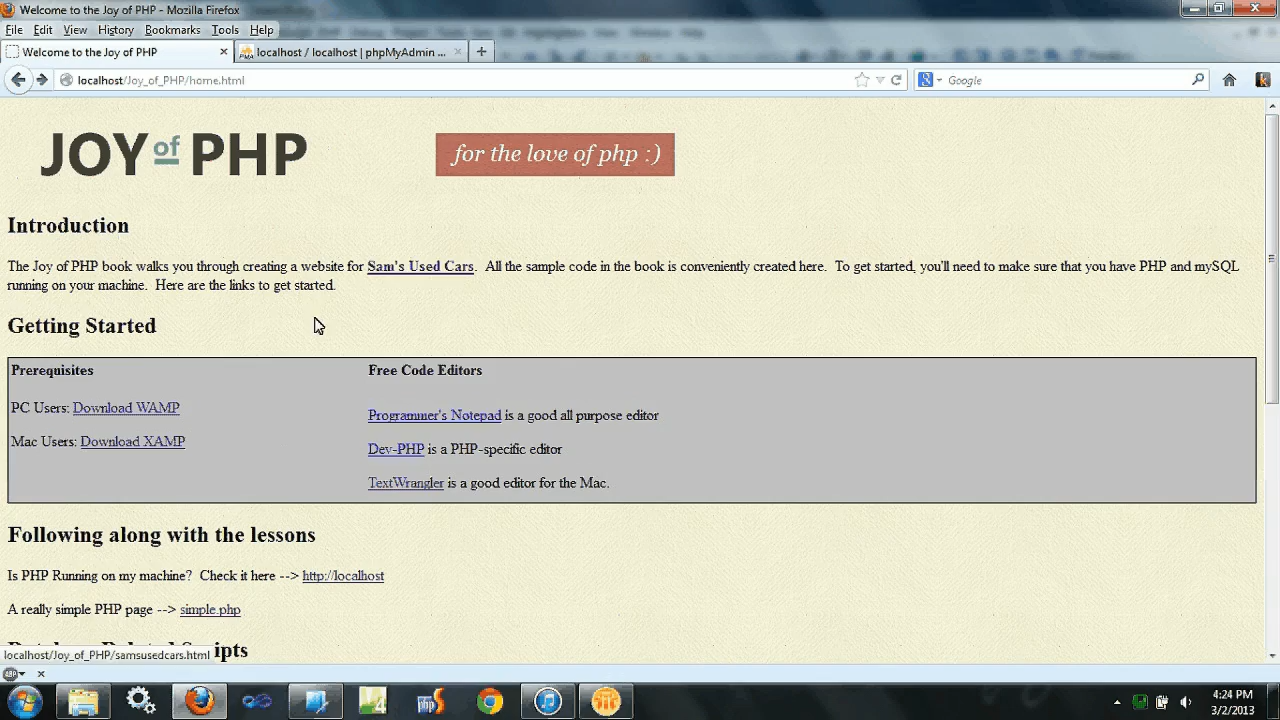 Welcome to the Joy of PHP - Mozilla Firefox
File Edit View History Bookmarks Tools Help
Welcome to the Joy of PHP × localhost / localhost | phpMyAdmin ... × +
localhost/Joy_of_PHP/home.html Google
JOY of PHP for the love of php :)
Introduction
The Joy of PHP book walks you through creating a website for Sam's Used Cars. All the sample code in the book is conveniently created here. To get started, you'll need to make sure that you have PHP and mySQL
running on your machine. Here are the links to get started.
Getting Started
Prerequisites Free Code Editors
PC Users: Download WAMP
Programmer's Notepad is a good all purpose editor
Mac Users: Download XAMP
Dev-PHP is a PHP-specific editor
TextWrangler is a good editor for the Mac.
Following along with the lessons
Is PHP Running on my machine? Check it here --> http://localhost
A really simple PHP page --> simple.php
localhost/Joy_of_PHP/samsusedcars.html
ABP
php
4:24 PM
3/2/2013